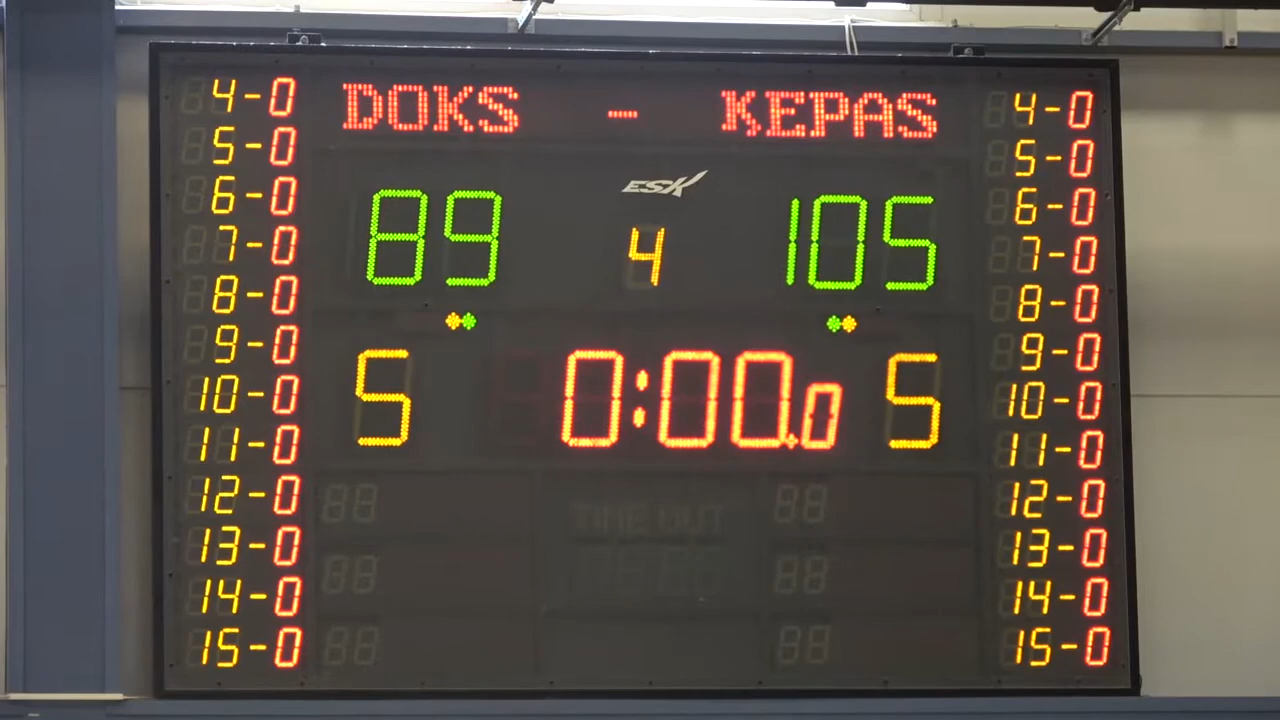 DOKS - KEPAS
ESK
89 4 105
5 0:00.0 5
4-0 4-0
5-0 5-0
6-0 6-0
7-0 7-0
8-0 8-0
9-0 9-0
10-0 10-0
11-0 11-0
12-0 12-0
13-0 13-0
14-0 14-0
15-0 15-0
TIME OUT